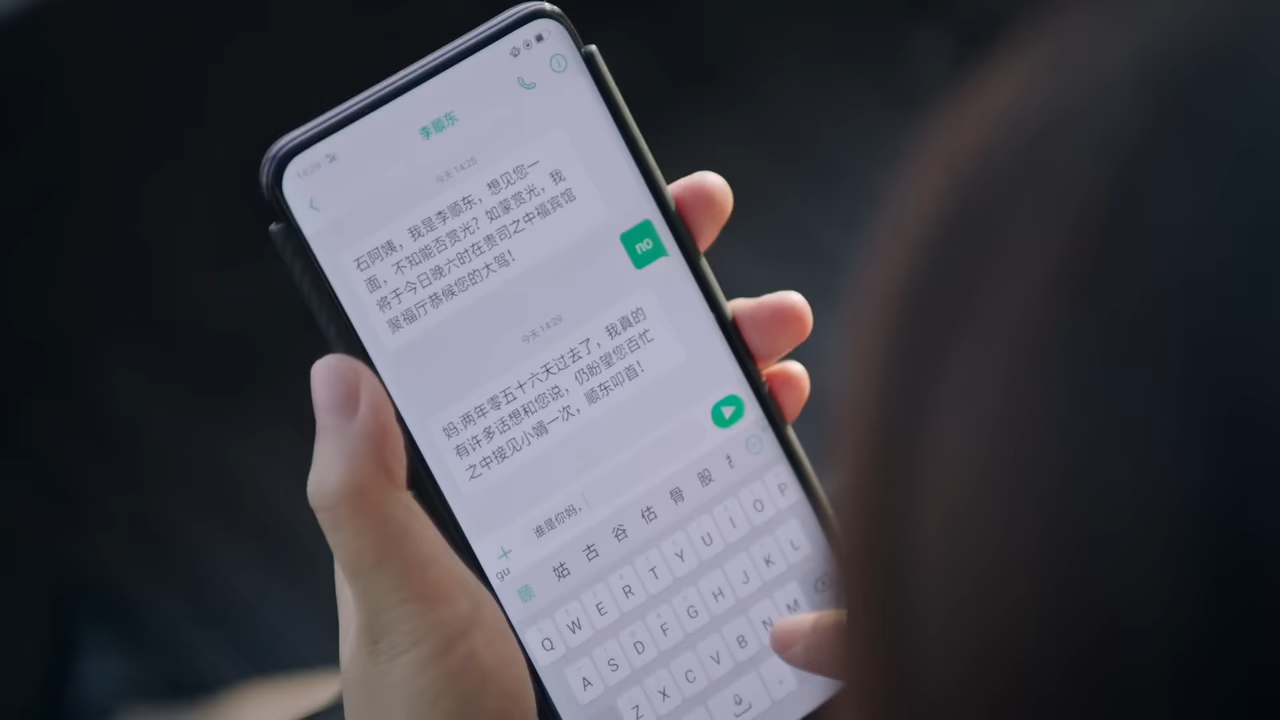 14:29
李顺东
今天 14:25
石阿姨，我是李顺东，想见您一
面，不知能否赏光？如蒙赏光，我
将于今日晚六时在贵司之中福宾馆
聚福厅恭候您的大驾！
no
今天 14:29
妈:两年零五十六天过去了，我真的
有许多话想和您说，仍盼望您百忙
之中接见小婿一次，顺东叩首！
谁是你妈，
gu
顾 姑 古 谷 估 骨 股
Q W E R T Y U I O P
A S D F G H J K L
Z X C V B N M